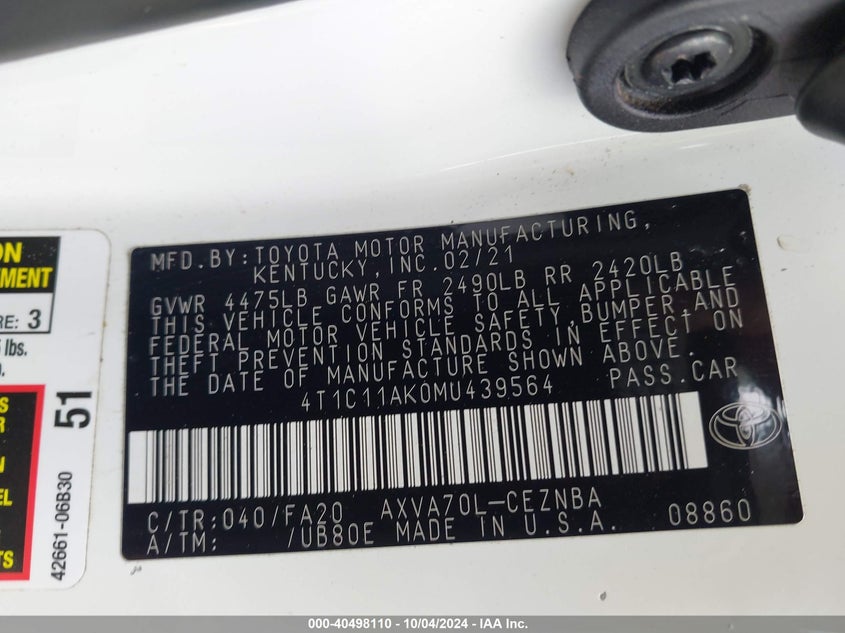 MFD.BY:TOYOTA MOTOR MANUFACTURING,
KENTUCKY,INC.02/21
GVWR 4475LB GAWR FR 2490LB RR 2420LB
THIS VEHICLE CONFORMS TO ALL APPLICABLE
FEDERAL MOTOR VEHICLE SAFETY,BUMPER,AND
THEFT PREVENTION STANDARDS IN EFFECT ON
THE DATE OF MANUFACTURE SHOWN ABOVE.
4T1C11AK0MU439564 PASS.CAR
C/TR:040/FA20 AXVA70L-CEZNBA
A/TM: /UB80E MADE IN U.S.A. 08860
ON
MENT
RE: 3
lbs.
51
42661-06B30
S
R
N
EL
TS
000-40498110 - 10/04/2024 - IAA Inc.